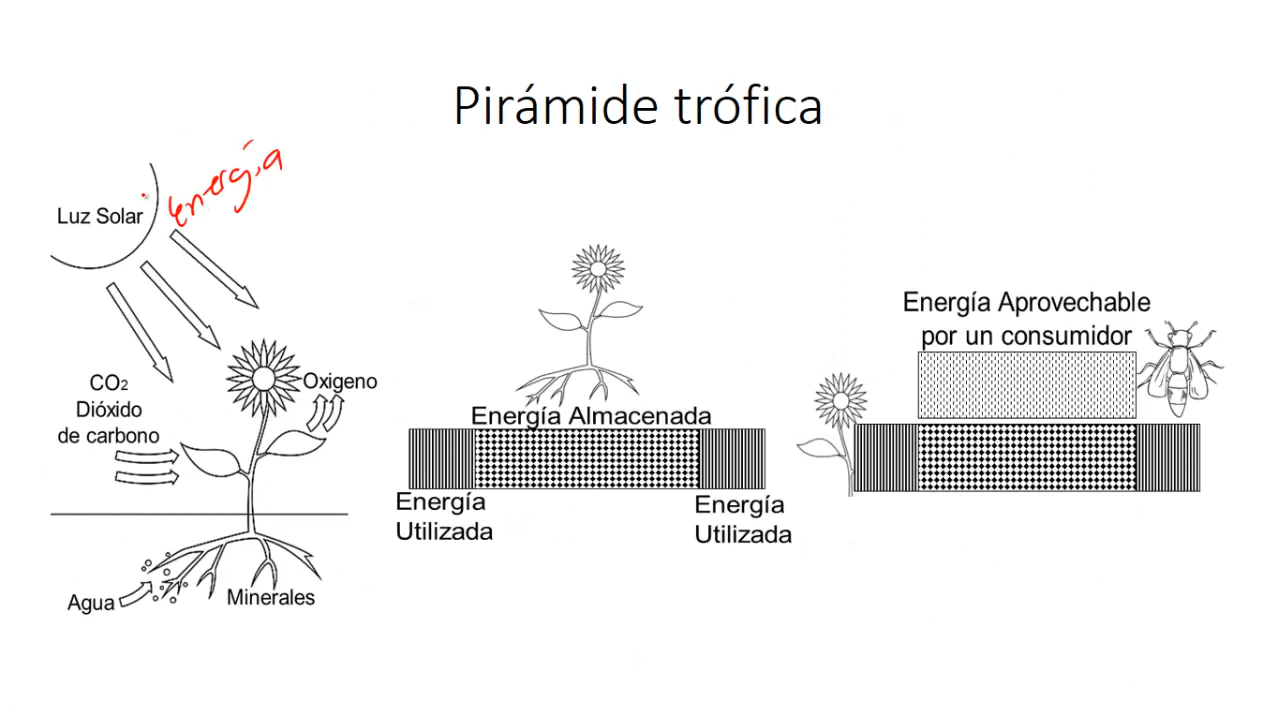 Pirámide trófica
Energía
Luz Solar
CO2
Dióxido
de carbono
Oxigeno
Agua
Minerales
Energía Almacenada
Energía
Utilizada
Energía
Utilizada
Energía Aprovechable
por un consumidor